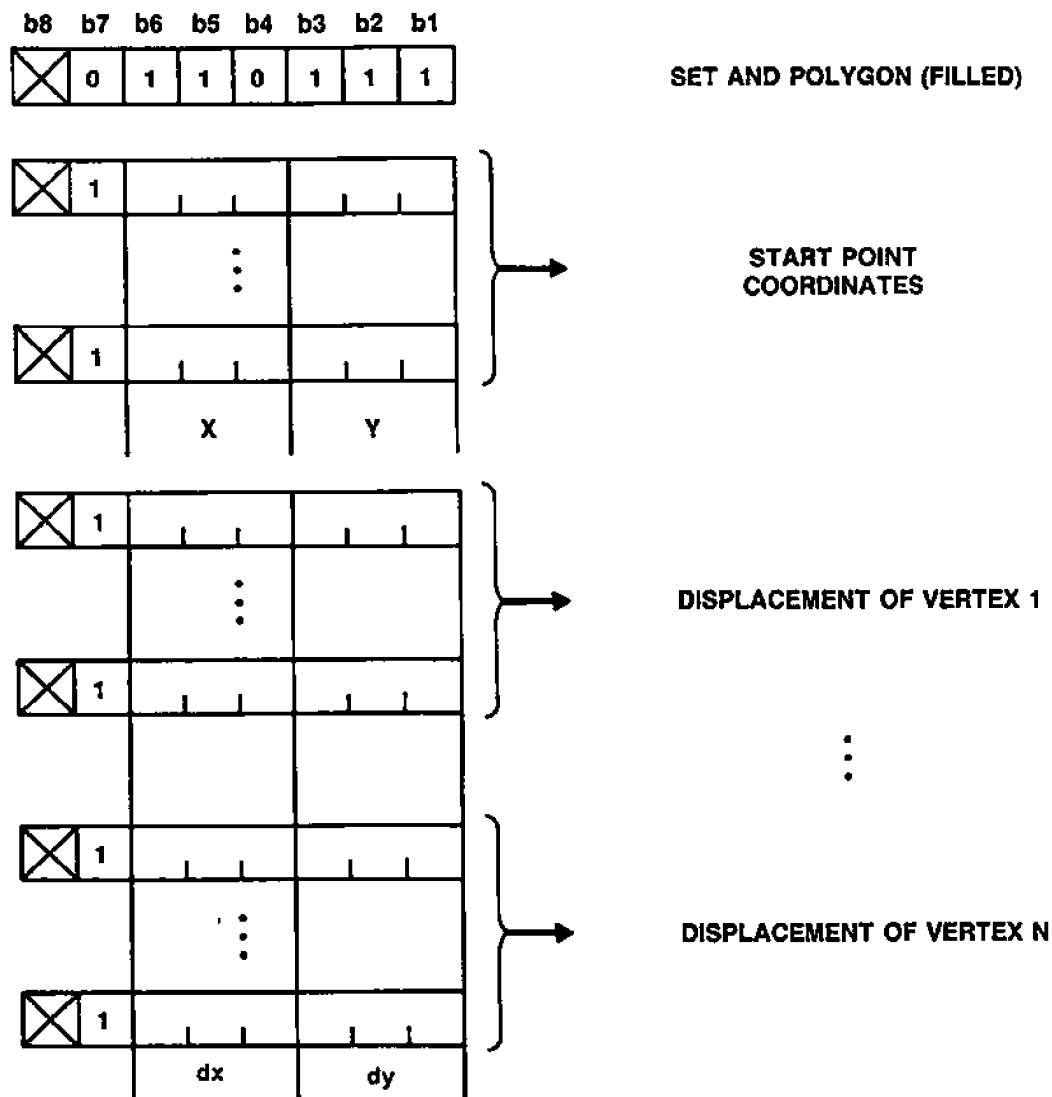 b8 b7 b6 b5 b4 b3 b2 b1
0 1 1 0 1 1 1
SET AND POLYGON (FILLED)
1
START POINT
COORDINATES
1
X Y
1
DISPLACEMENT OF VERTEX 1
1
1
DISPLACEMENT OF VERTEX N
1
dx dy